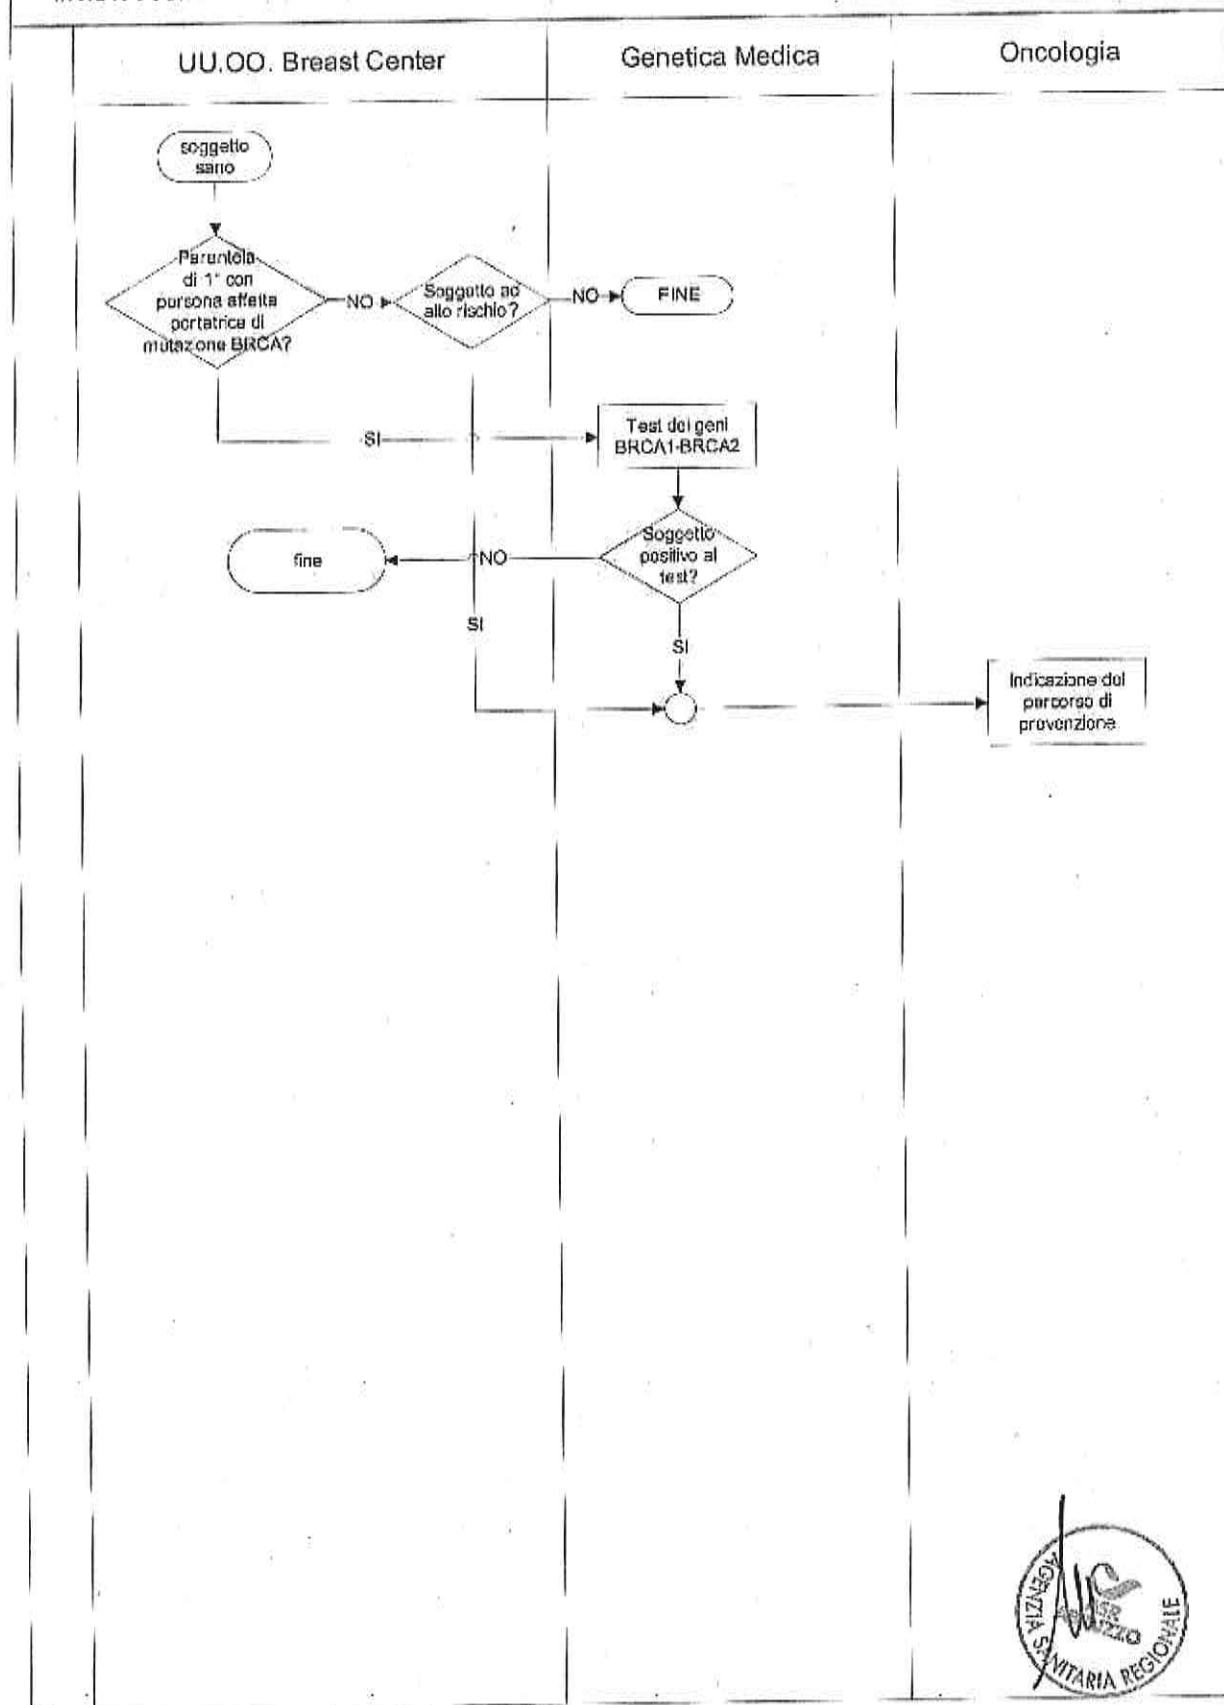 UU.OO. Breast Center
Genetica Medica
Oncologia
soggetto
sano
Parentela
di 1° con
persona affetta
portatrice di
mutazione BRCA?
NO
Soggetto ad
alto rischio?
NO
FINE
SI
Test dei geni
BRCA1-BRCA2
fine
NO
Soggetto
positivo al
test?
SI
SI
Indicazione del
percorso di
prevenzione
AGENZIA SANITARIA REGIONALE
ASR
ABRUZZO